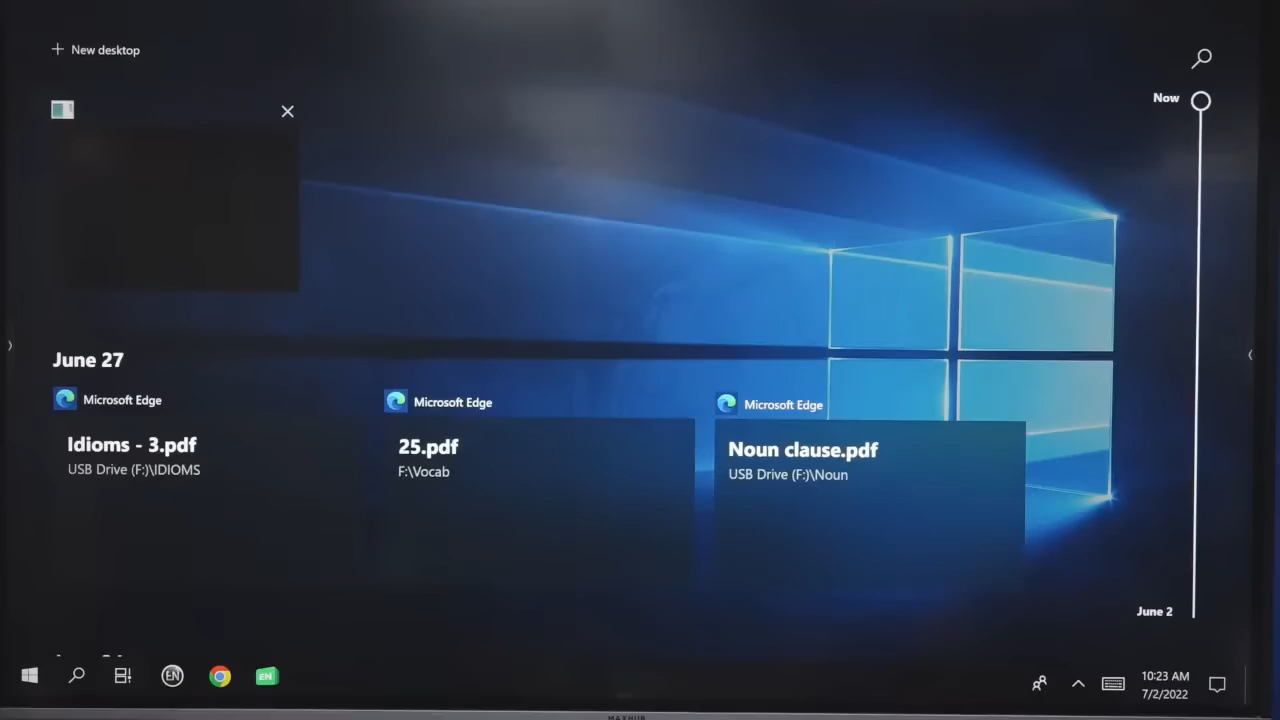 New desktop
Now
June 27
Microsoft Edge
Microsoft Edge
Microsoft Edge
Idioms - 3.pdf
USB Drive (F:)\IDIOMS
25.pdf
F:\Vocab
Noun clause.pdf
USB Drive (F:)\Noun
June 2
EN
EN
10:23 AM
7/2/2022
MAXHUB